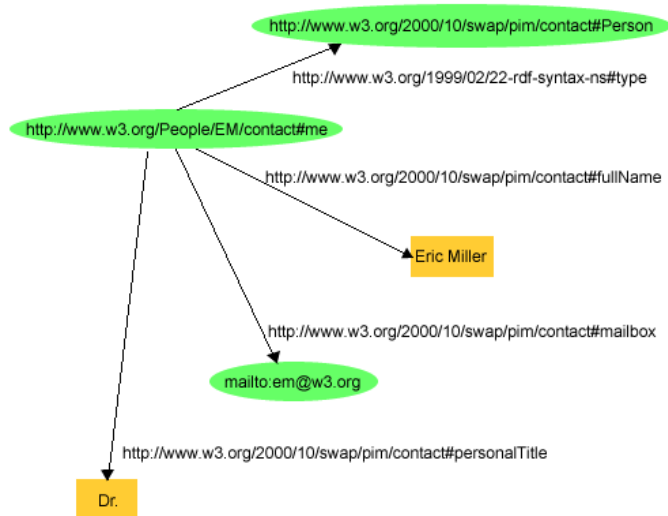 http://www.w3.org/2000/10/swap/pim/contact#Person
http://www.w3.org/1999/02/22-rdf-syntax-ns#type
http://www.w3.org/People/EM/contact#me
http://www.w3.org/2000/10/swap/pim/contact#fullName
Eric Miller
http://www.w3.org/2000/10/swap/pim/contact#mailbox
mailto:em@w3.org
http://www.w3.org/2000/10/swap/pim/contact#personalTitle
Dr.